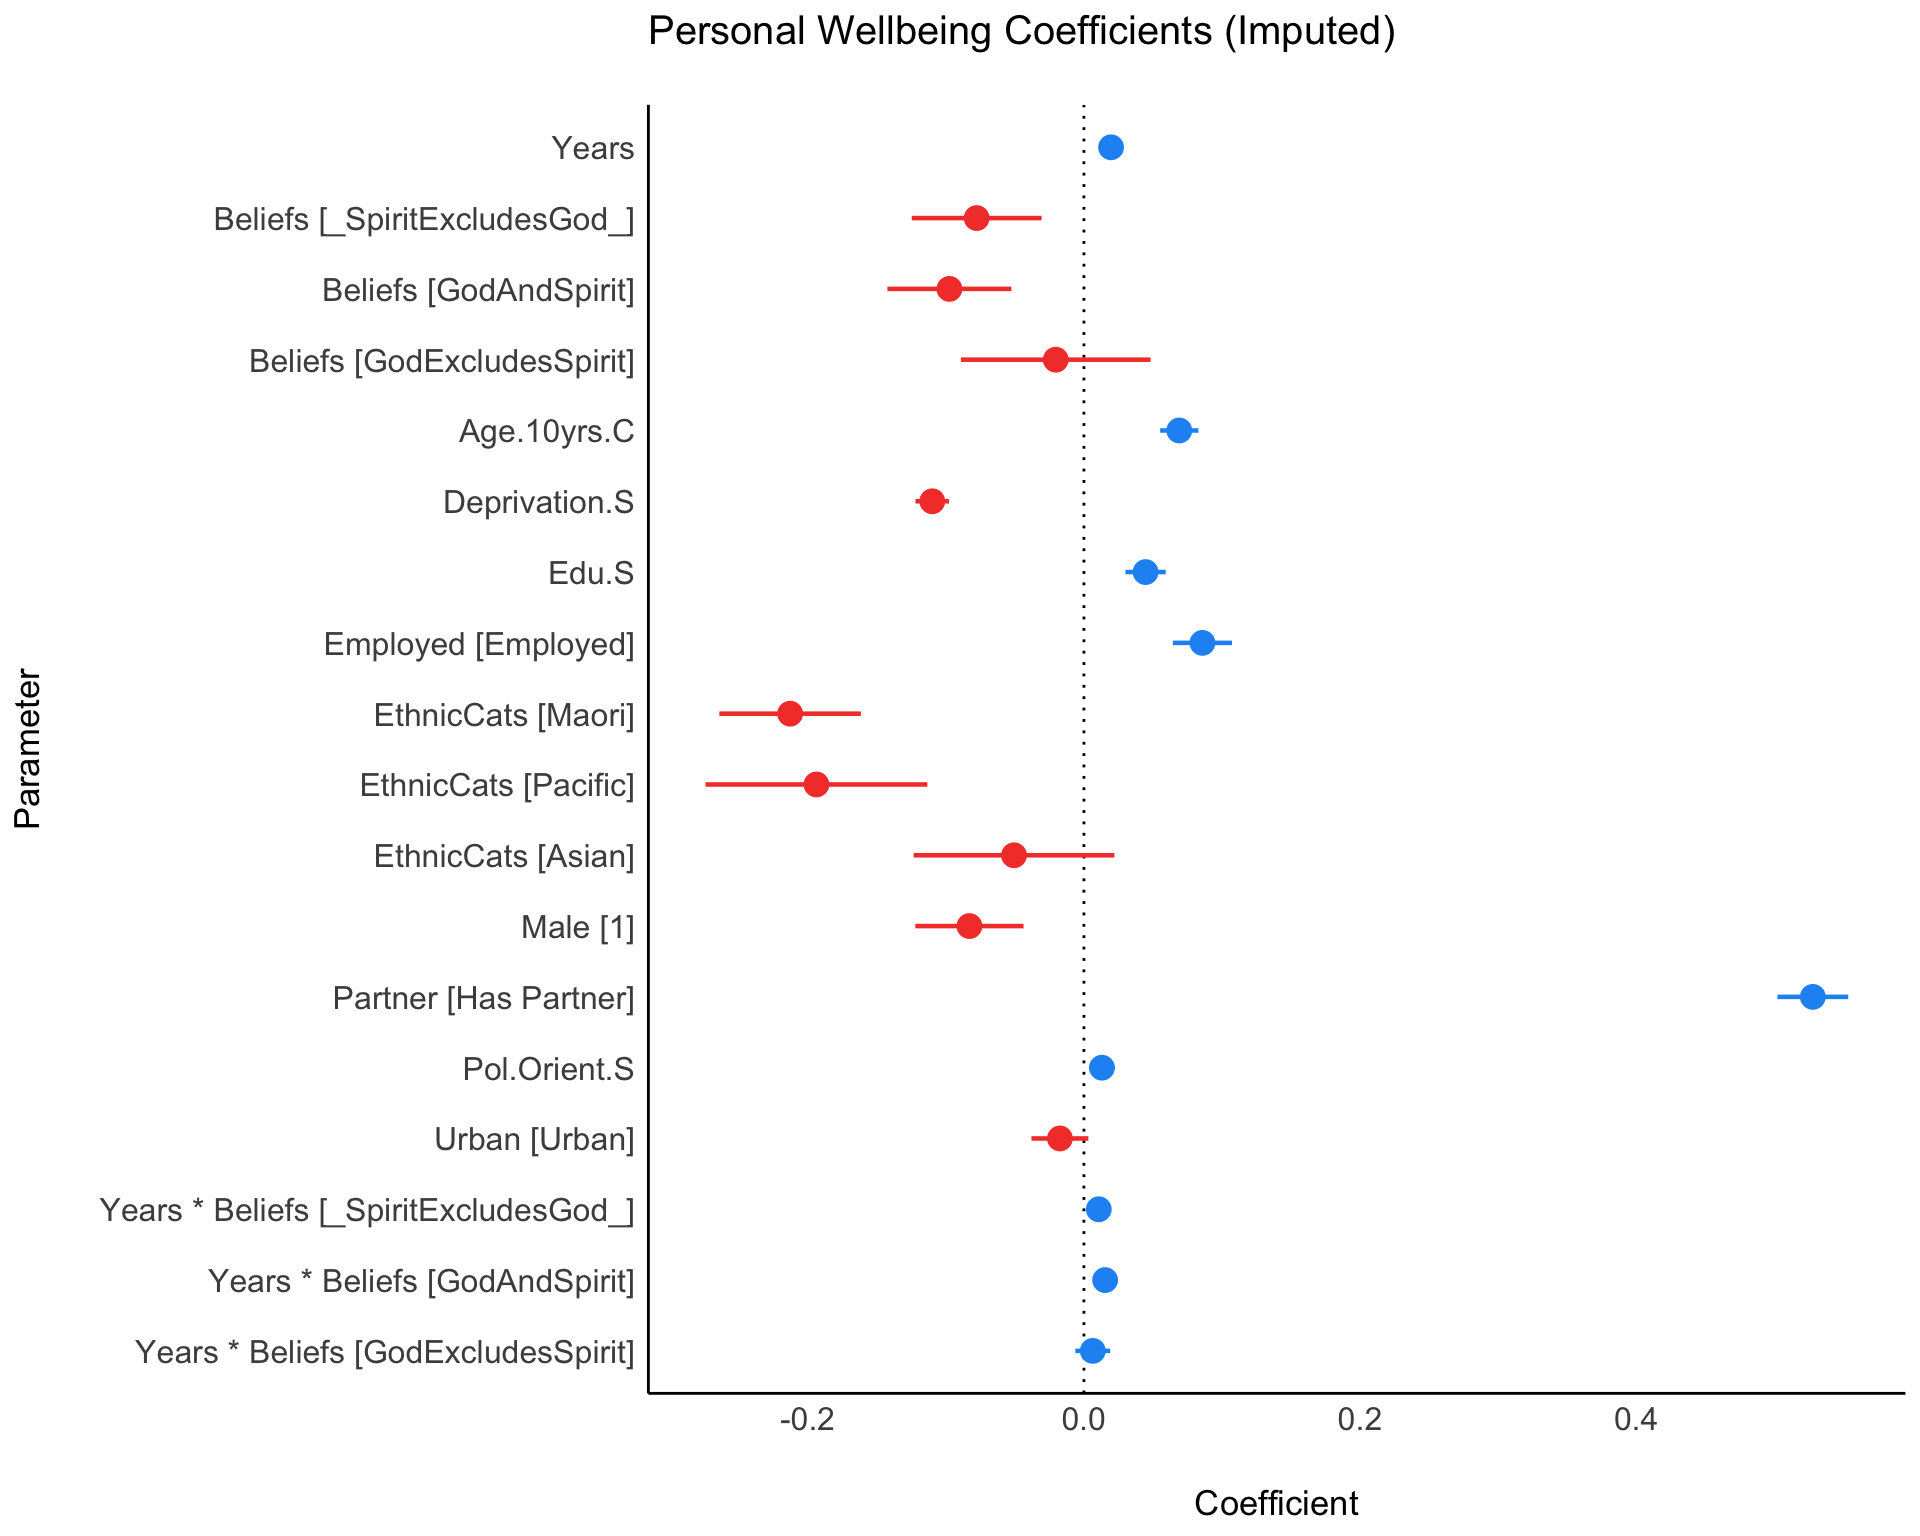 Personal Wellbeing Coefficients (Imputed)
Years
Beliefs [_SpiritExcludesGod_]
Beliefs [GodAndSpirit]
Beliefs [GodExcludesSpirit]
Age.10yrs.C
Deprivation.S
Edu.S
Employed [Employed]
EthnicCats [Maori]
EthnicCats [Pacific]
EthnicCats [Asian]
Male [1]
Partner [Has Partner]
Pol.Orient.S
Urban [Urban]
Years * Beliefs [_SpiritExcludesGod_]
Years * Beliefs [GodAndSpirit]
Years * Beliefs [GodExcludesSpirit]
Parameter
-0.2 0.0 0.2 0.4
Coefficient